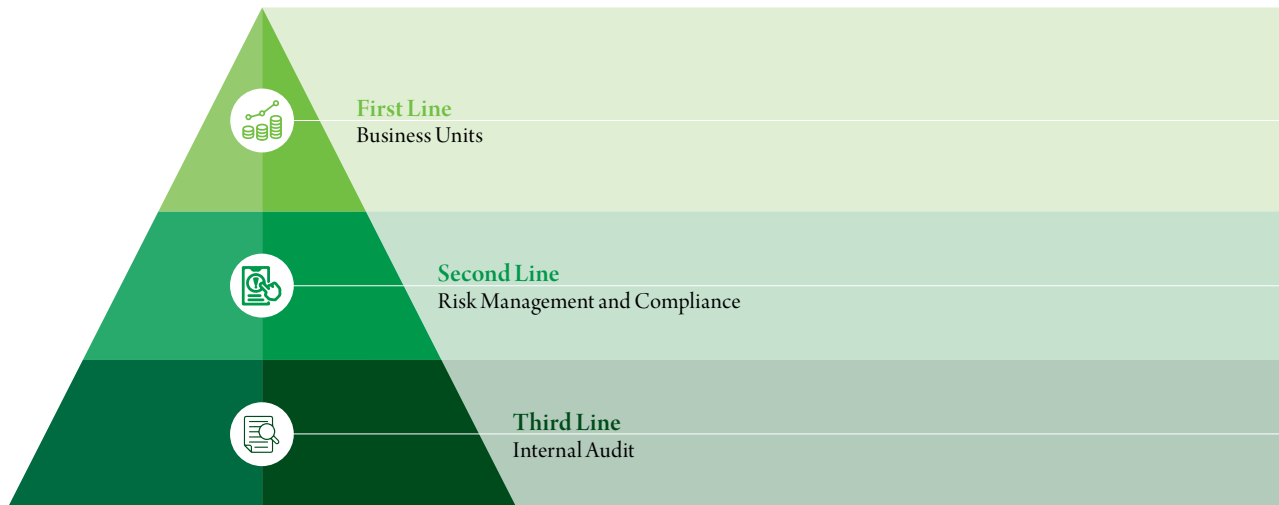 First Line
Business Units
Second Line
Risk Management and Compliance
Third Line
Internal Audit